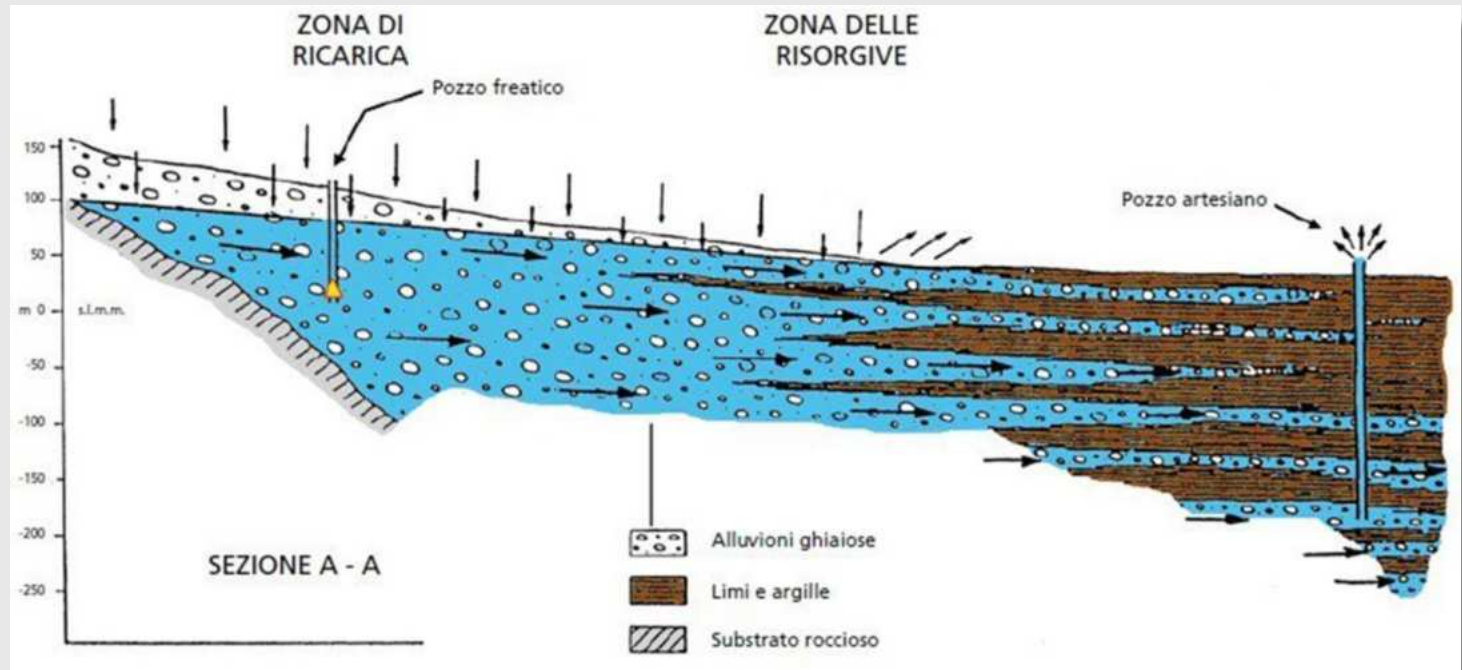 ZONA DI
RICARICA
ZONA DELLE
RISORGIVE
Pozzo freatico
Pozzo artesiano
150
100
50
m 0
s.l.m.m.
-50
-100
-150
-200
-250
SEZIONE A - A
Alluvioni ghiaiose
Limi e argille
Substrato roccioso